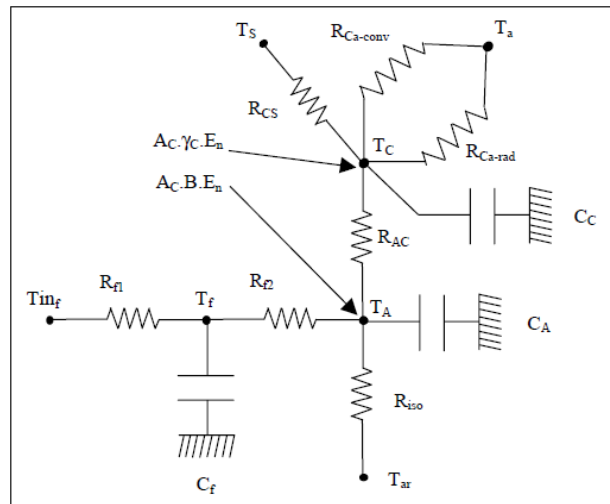 T_S
R_Ca-conv
T_a
R_CS
A_C.γ_C.E_n
T_C
R_Ca-rad
A_C.B.E_n
C_C
R_AC
Tin_f
R_f1
T_f
R_f2
T_A
C_A
R_iso
C_f
T_ar